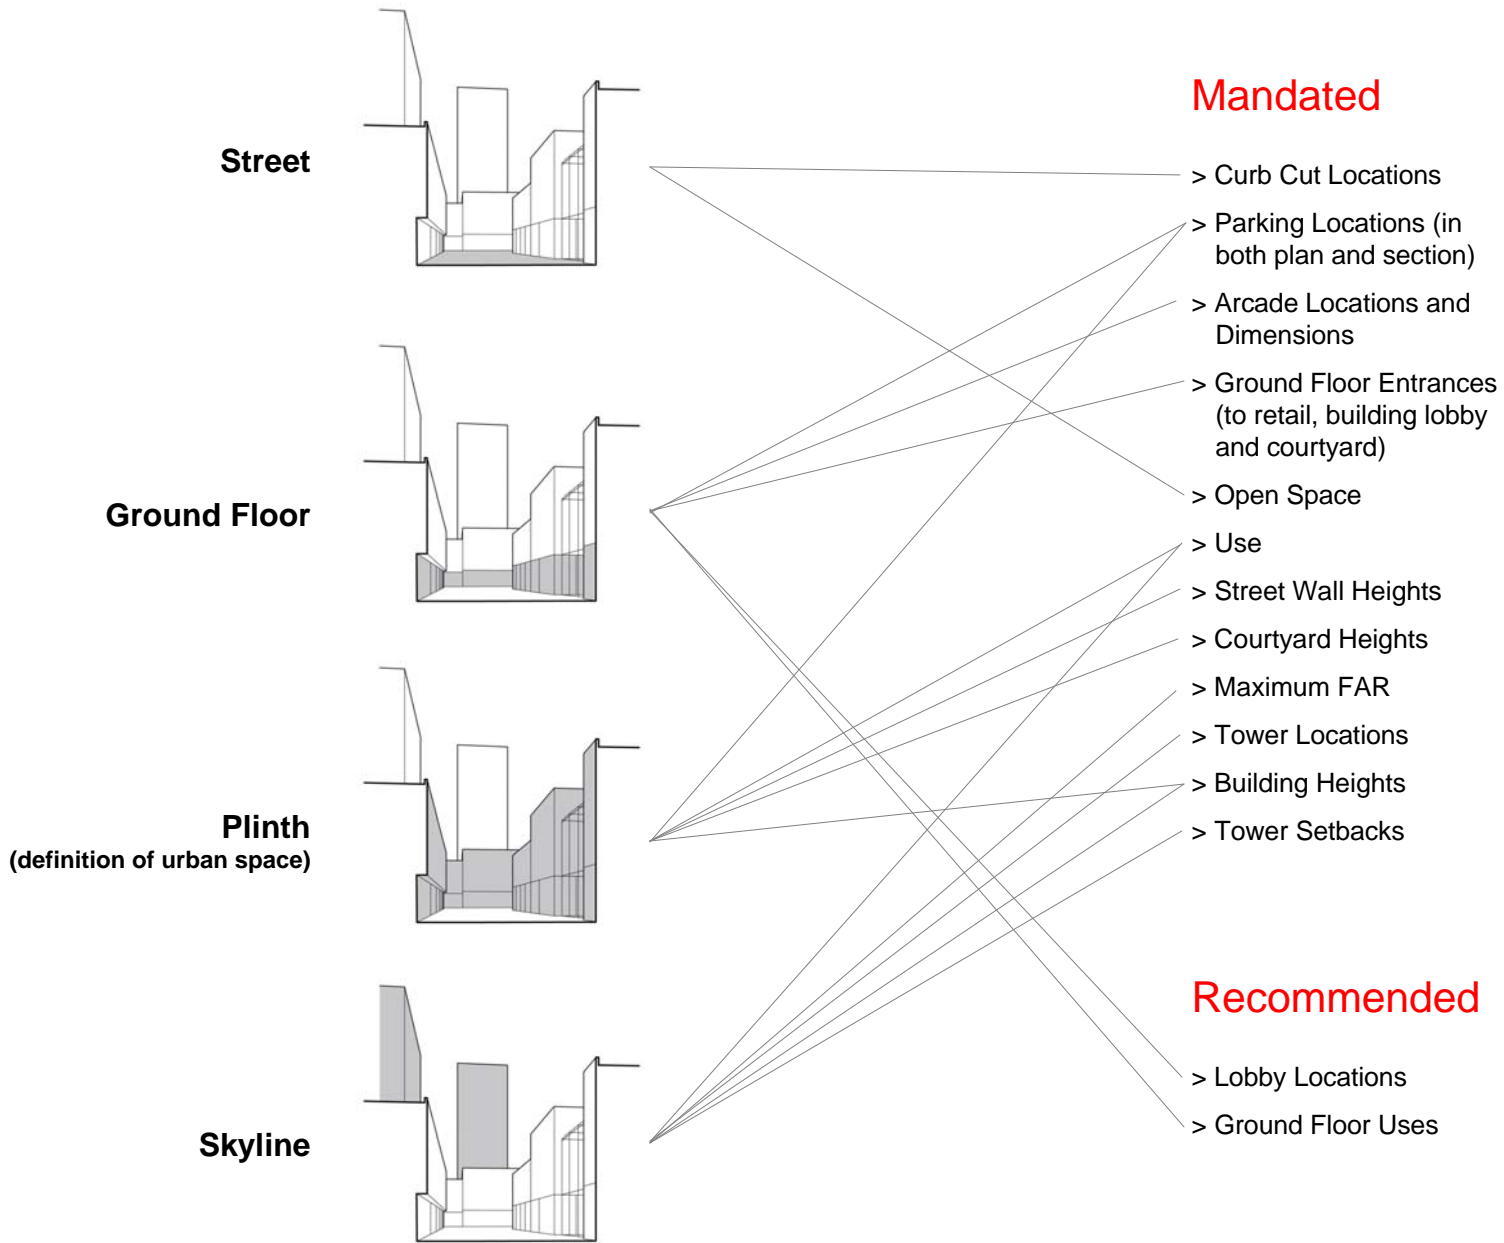 Street
Ground Floor
Plinth
(definition of urban space)
Skyline
Mandated
> Curb Cut Locations
> Parking Locations (in
both plan and section)
> Arcade Locations and
Dimensions
> Ground Floor Entrances
(to retail, building lobby
and courtyard)
> Open Space
> Use
> Street Wall Heights
> Courtyard Heights
> Maximum FAR
> Tower Locations
> Building Heights
> Tower Setbacks
Recommended
> Lobby Locations
> Ground Floor Uses